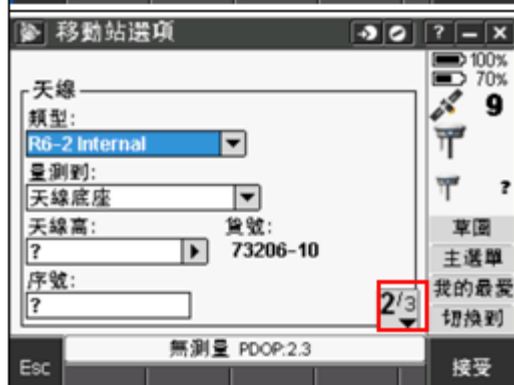 移動站選項
? – X
100%
70%
天線
9
類型:
R6-2 Internal
量測到:
天線底座
?
天線高:
貨號:
草圖
?
73206-10
主選單
序號:
我的最愛
?
2/3
切換到
無測量 PDOP:2.3
Esc
接受